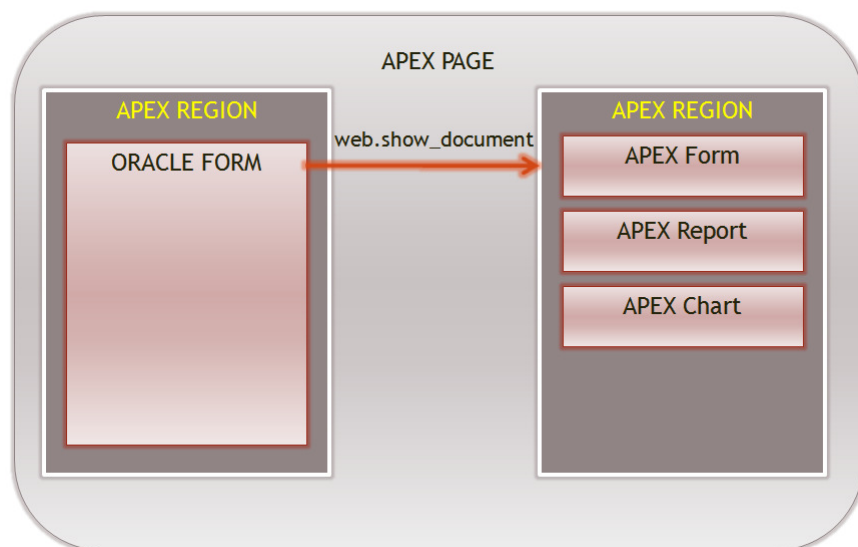 APEX PAGE
APEX REGION
ORACLE FORM
web.show_document
APEX REGION
APEX Form
APEX Report
APEX Chart